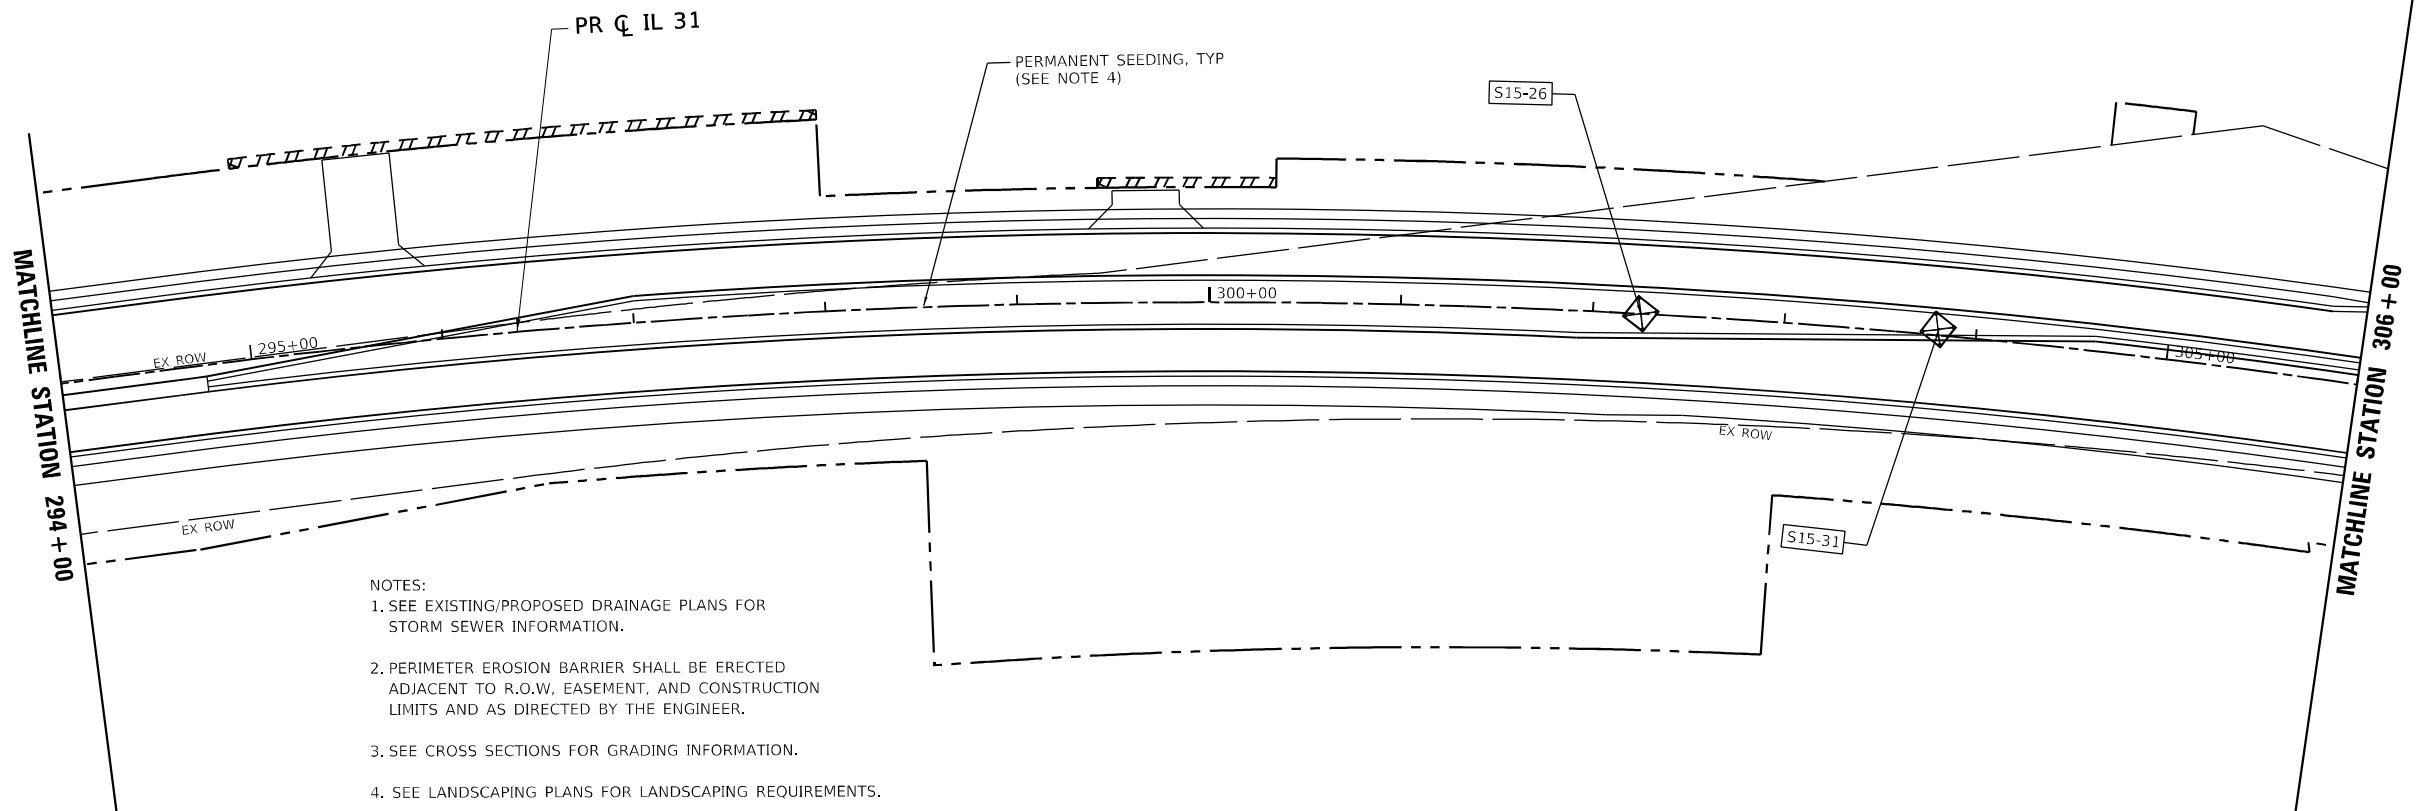 PR ℄ IL 31
PERMANENT SEEDING, TYP
(SEE NOTE 4)
S15-26
MATCHLINE STATION 294+00
EX ROW
295+00
300+00
305+00
MATCHLINE STATION 306+00
EX ROW
EX ROW
S15-31
NOTES:
1. SEE EXISTING/PROPOSED DRAINAGE PLANS FOR
STORM SEWER INFORMATION.
2. PERIMETER EROSION BARRIER SHALL BE ERECTED
ADJACENT TO R.O.W, EASEMENT, AND CONSTRUCTION
LIMITS AND AS DIRECTED BY THE ENGINEER.
3. SEE CROSS SECTIONS FOR GRADING INFORMATION.
4. SEE LANDSCAPING PLANS FOR LANDSCAPING REQUIREMENTS.